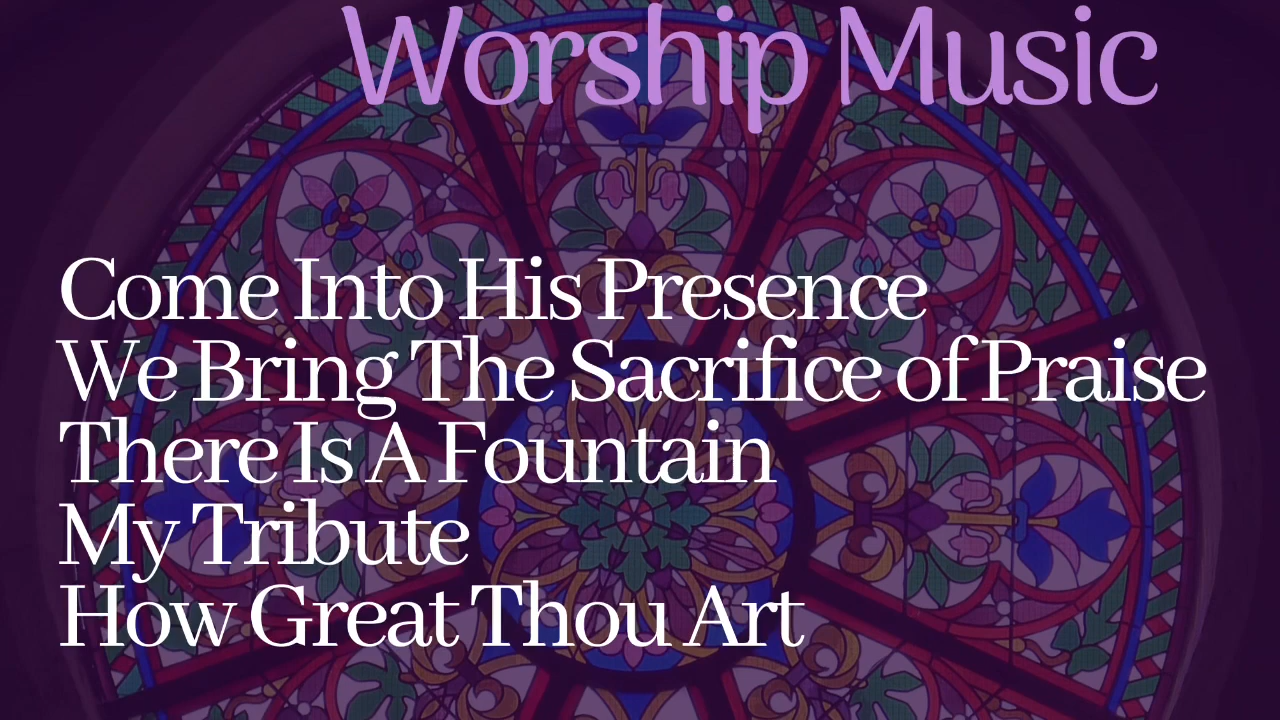 Worship Music
Come Into His Presence
We Bring The Sacrifice of Praise
There Is A Fountain
My Tribute
How Great Thou Art